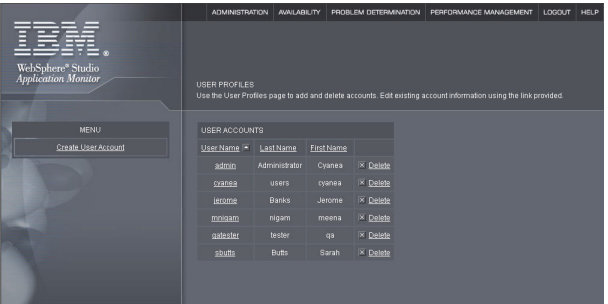 ADMINISTRATION AVAILABILITY PROBLEM DETERMINATION PERFORMANCE MANAGEMENT LOGOUT HELP
IBM®
WebSphere® Studio
Application Monitor
USER PROFILES
Use the User Profiles page to add and delete accounts. Edit existing account information using the link provided.
MENU
Create User Account
USER ACCOUNTS
User Name Last Name First Name
admin Administrator Cyanea Delete
cyanea users cyanea Delete
jerome Banks Jerome Delete
mnigam nigam meena Delete
qatester tester qa Delete
sbutts Butts Sarah Delete